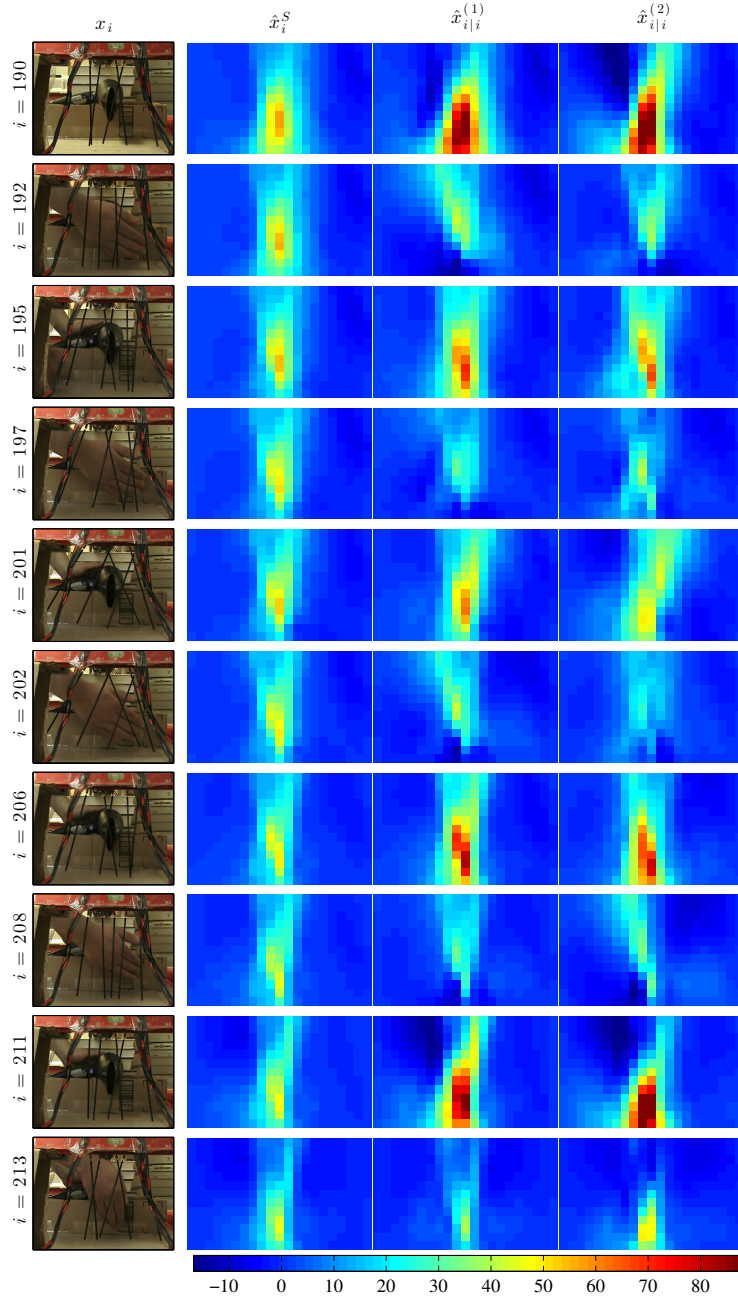 x_i x̂_i^S x̂_{i|i}^{(1)} x̂_{i|i}^{(2)}
i = 190
i = 192
i = 195
i = 197
i = 201
i = 202
i = 206
i = 208
i = 211
i = 213
−10 0 10 20 30 40 50 60 70 80